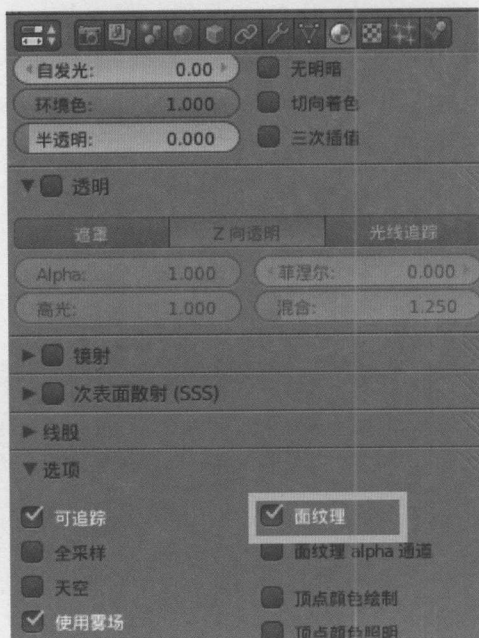 自发光: 0.00 无明暗
环境色: 1.000 切向着色
半透明: 0.000 三次插值
透明
遮罩 Z 向透明 光线追踪
Alpha: 1.000 菲涅尔: 0.000
高光: 1.000 混合: 1.250
镜射
次表面散射 (SSS)
线股
选项
可追踪 面纹理
全采样 面纹理 alpha 通道
天空 顶点颜色绘制
使用雾场 顶点颜色照明